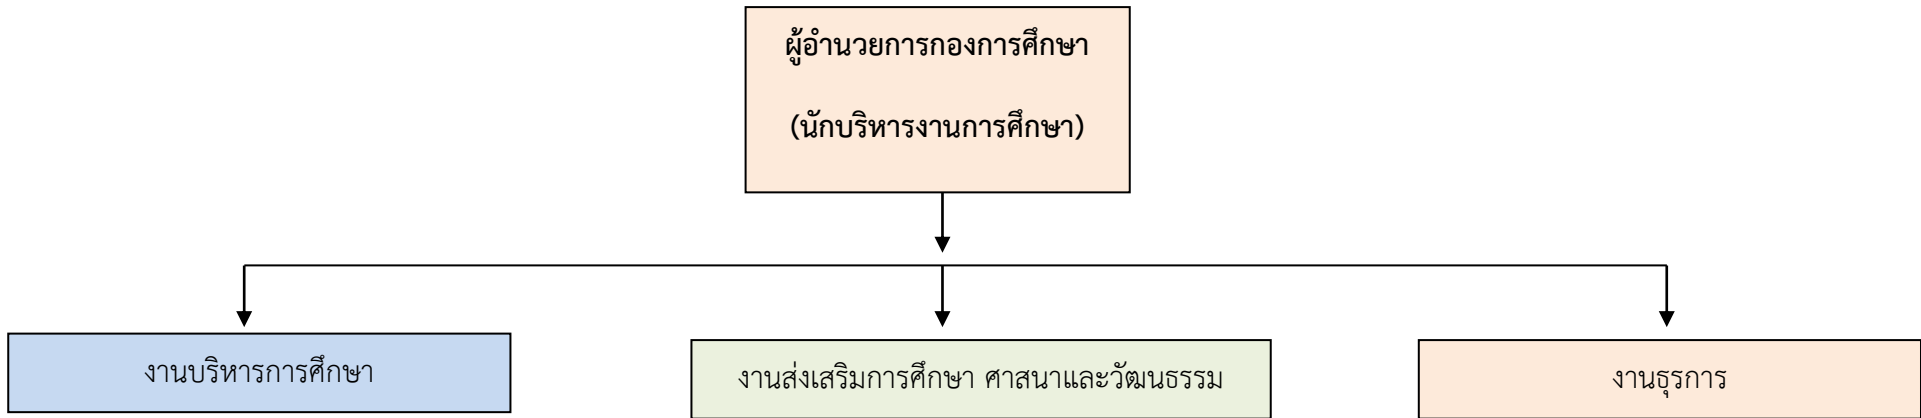 ผู้อำนวยการกองการศึกษา
(นักบริหารงานการศึกษา)
งานบริหารการศึกษา
งานส่งเสริมการศึกษา ศาสนาและวัฒนธรรม
งานธุรการ